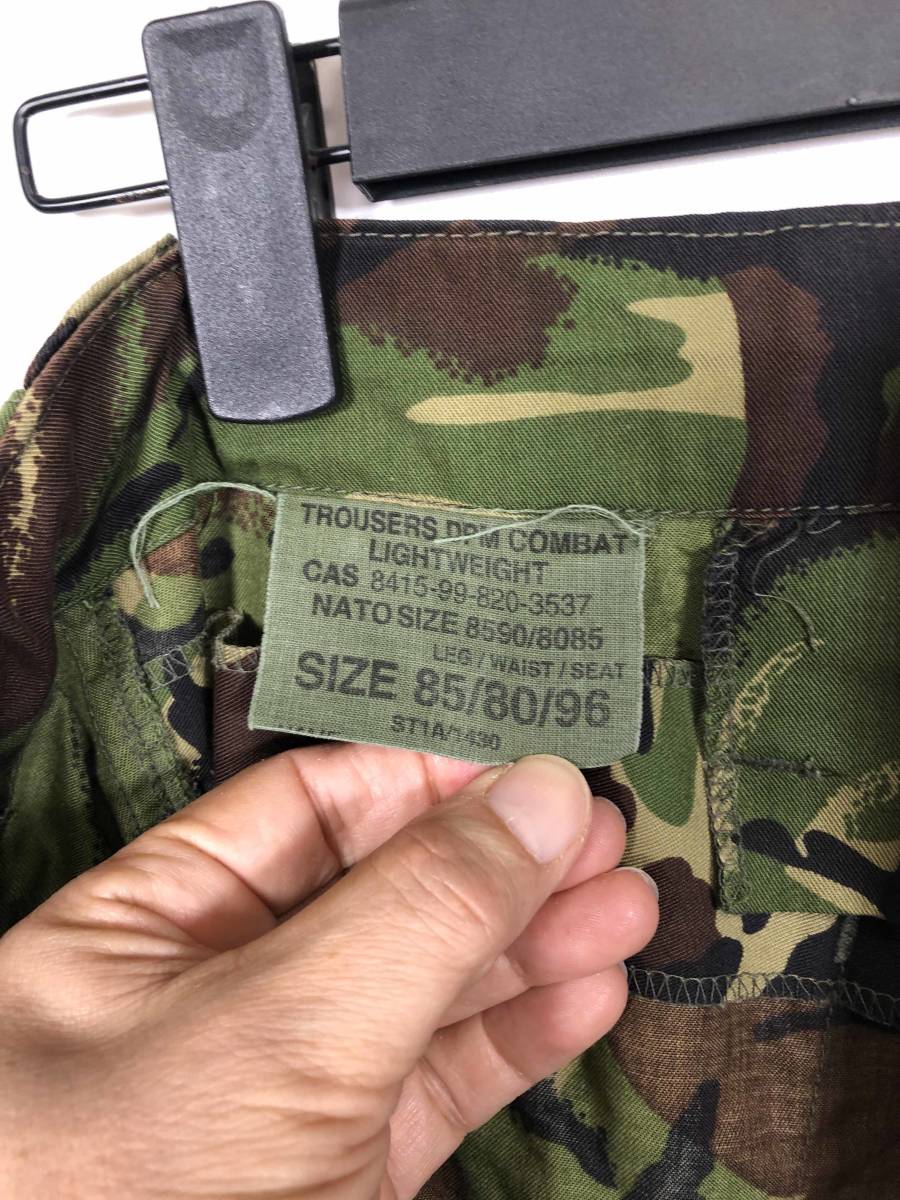 TROUSERS DPM COMBAT
LIGHTWEIGHT
CAS 8415-99-820-3537
NATO SIZE 8590/8085
LEG / WAIST / SEAT
SIZE 85/80/96
ST1A/1430